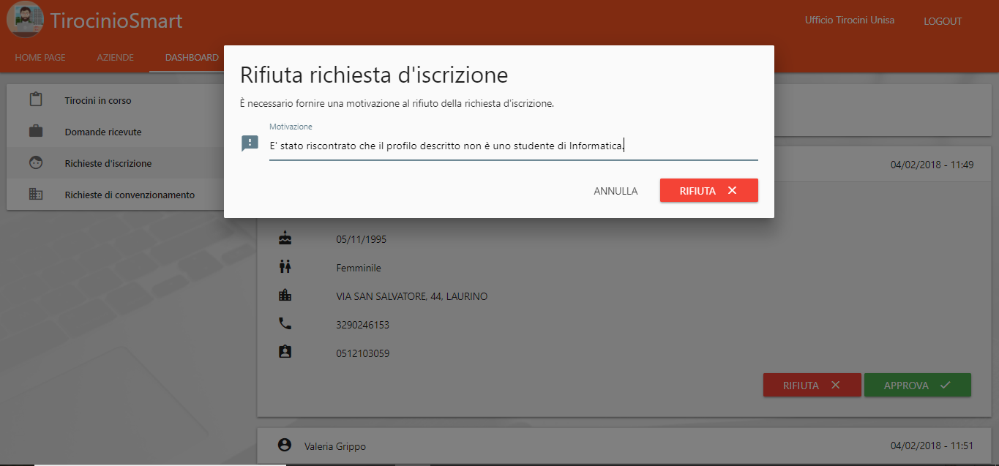 TirocinioSmart
Ufficio Tirocini Unisa
LOGOUT
HOME PAGE
AZIENDE
DASHBOARD
Tirocini in corso
Domande ricevute
Richieste d'iscrizione
Richieste di convenzionamento
Rifiuta richiesta d'iscrizione
È necessario fornire una motivazione al rifiuto della richiesta d'iscrizione.
Motivazione
E' stato riscontrato che il profilo descritto non è uno studente di Informatica.
ANNULLA
RIFIUTA
04/02/2018 - 11:49
05/11/1995
Femminile
VIA SAN SALVATORE, 44, LAURINO
3290246153
0512103059
RIFIUTA
APPROVA
Valeria Grippo
04/02/2018 - 11:51